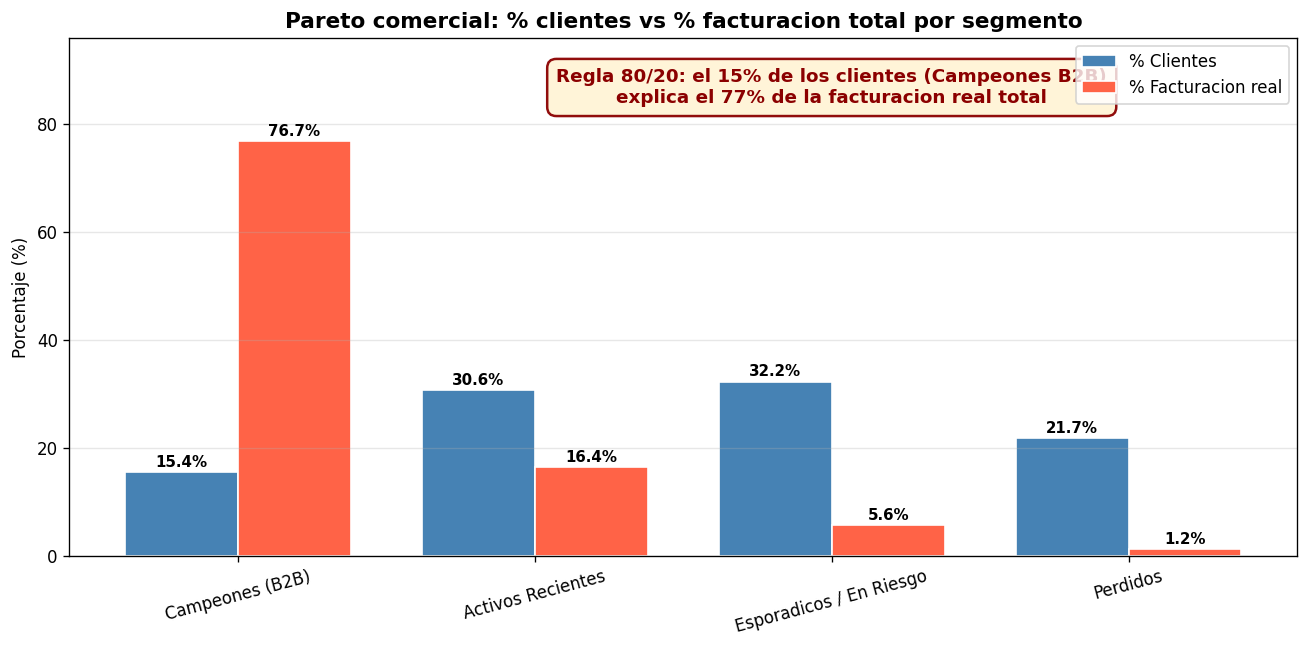 Pareto comercial: % clientes vs % facturacion total por segmento
Regla 80/20: el 15% de los clientes (Campeones B2B)
explica el 77% de la facturacion real total
% Clientes
% Facturacion real
Porcentaje (%)
80
60
40
20
0
15.4%
76.7%
30.6%
16.4%
32.2%
5.6%
21.7%
1.2%
Campeones (B2B)
Activos Recientes
Esporadicos / En Riesgo
Perdidos